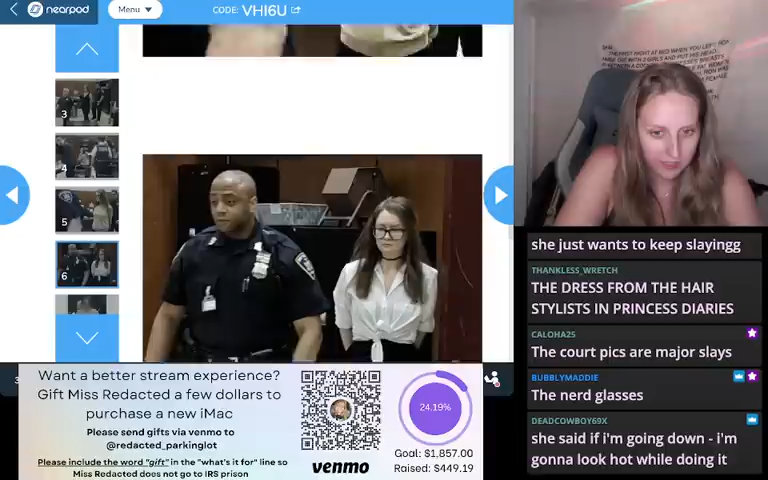 nearpod
Menu
CODE: VHI6U
3
4
5
6
Want a better stream experience?
Gift Miss Redacted a few dollars to
purchase a new iMac
Please send gifts via venmo to
@redacted_parkinglot
Please include the word "gift" in the "what's it for" line so
Miss Redacted does not go to IRS prison
venmo
24.19%
Goal: $1,857.00
Raised: $449.19
she just wants to keep slayingg
THANKLESS_WRETCH
THE DRESS FROM THE HAIR
STYLISTS IN PRINCESS DIARIES
CALOHA25
The court pics are major slays
BUBBLYMADDIE
The nerd glasses
DEADCOWBOY69X
she said if i'm going down - i'm
gonna look hot while doing it